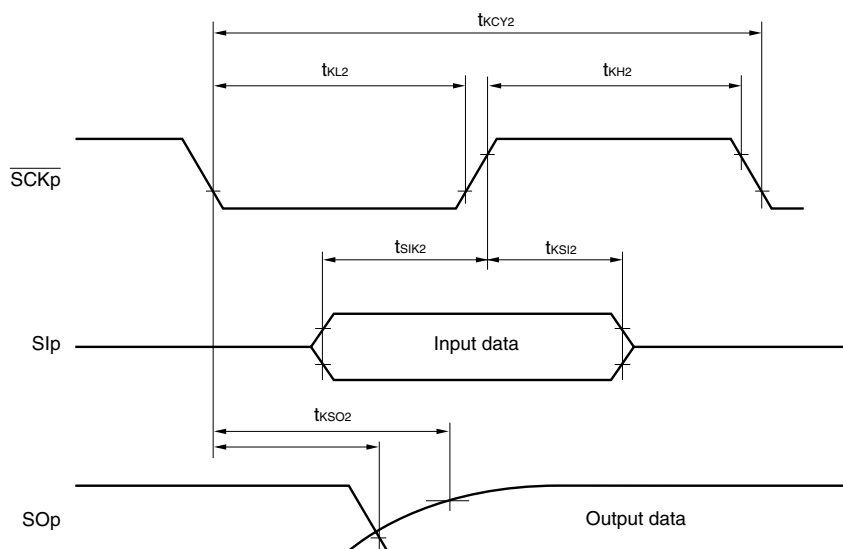 tKCY2
tKL2
tKH2
SCKp
tSIK2
tKSI2
SIp
Input data
tKSO2
SOp
Output data